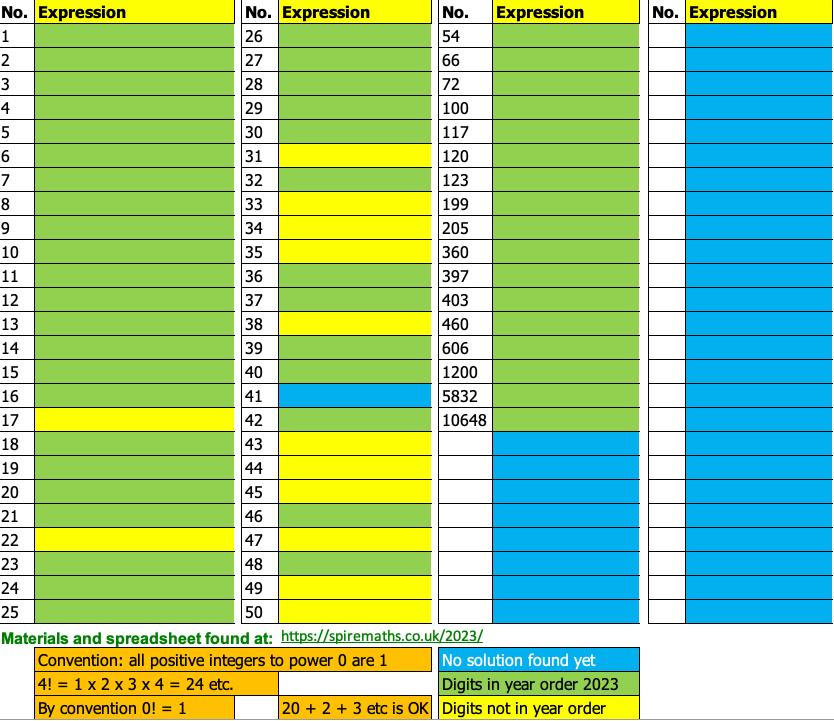 No. Expression No. Expression No. Expression No. Expression
1 26 54
2 27 66
3 28 72
4 29 100
5 30 117
6 31 120
7 32 123
8 33 199
9 34 205
10 35 360
11 36 397
12 37 403
13 38 460
14 39 606
15 40 1200
16 41 5832
17 42 10648
18 43
19 44
20 45
21 46
22 47
23 48
24 49
25 50
Materials and spreadsheet found at: https://spiremaths.co.uk/2023/
Convention: all positive integers to power 0 are 1 No solution found yet
4! = 1 x 2 x 3 x 4 = 24 etc. Digits in year order 2023
By convention 0! = 1 20 + 2 + 3 etc is OK Digits not in year order